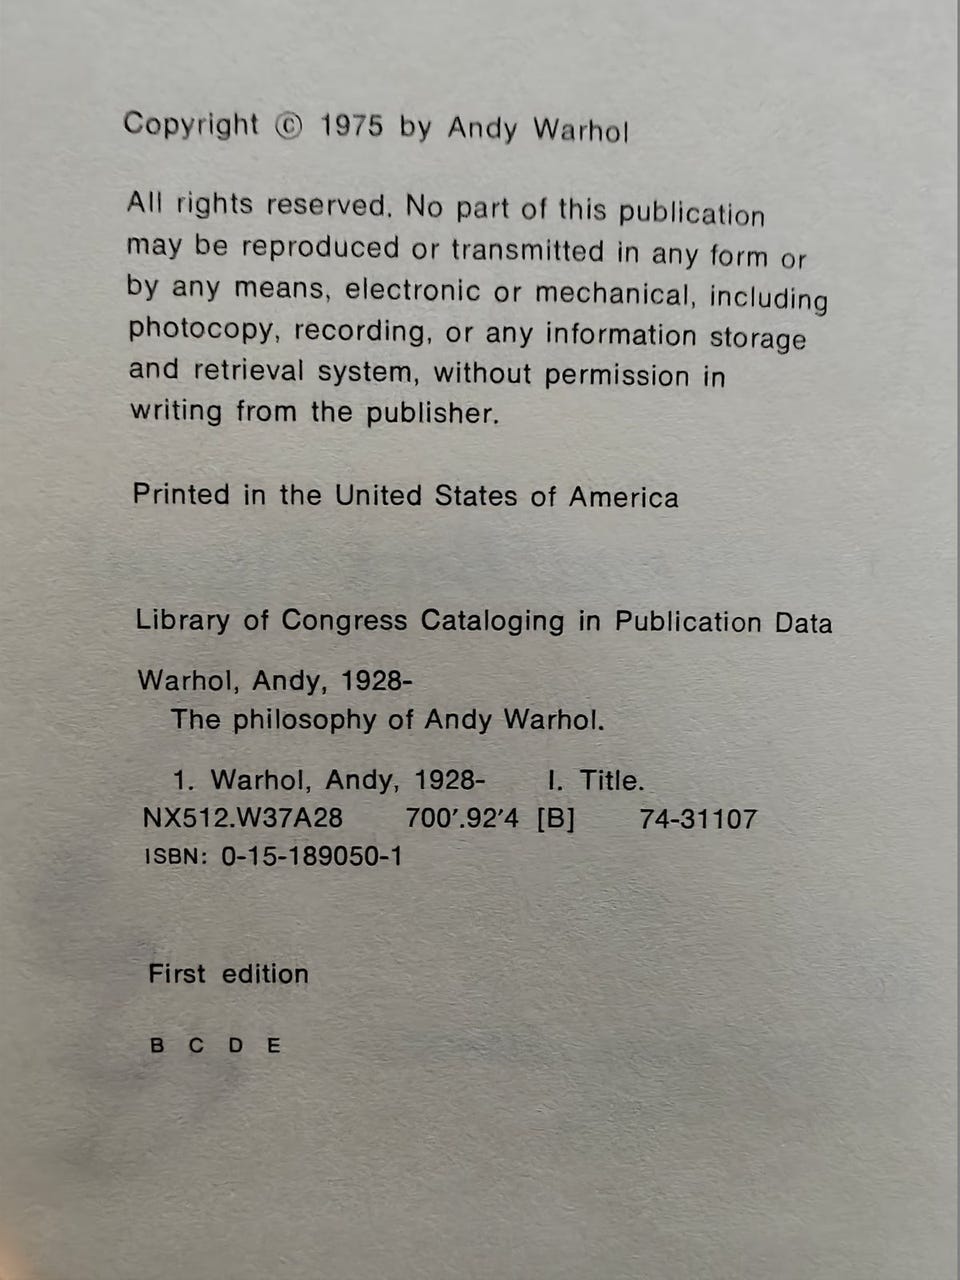 Copyright © 1975 by Andy Warhol
All rights reserved. No part of this publication
may be reproduced or transmitted in any form or
by any means, electronic or mechanical, including
photocopy, recording, or any information storage
and retrieval system, without permission in
writing from the publisher.
Printed in the United States of America
Library of Congress Cataloging in Publication Data
Warhol, Andy, 1928-
The philosophy of Andy Warhol.
1. Warhol, Andy, 1928- I. Title.
NX512.W37A28 700′.92′4 [B] 74-31107
ISBN: 0-15-189050-1
First edition
B C D E